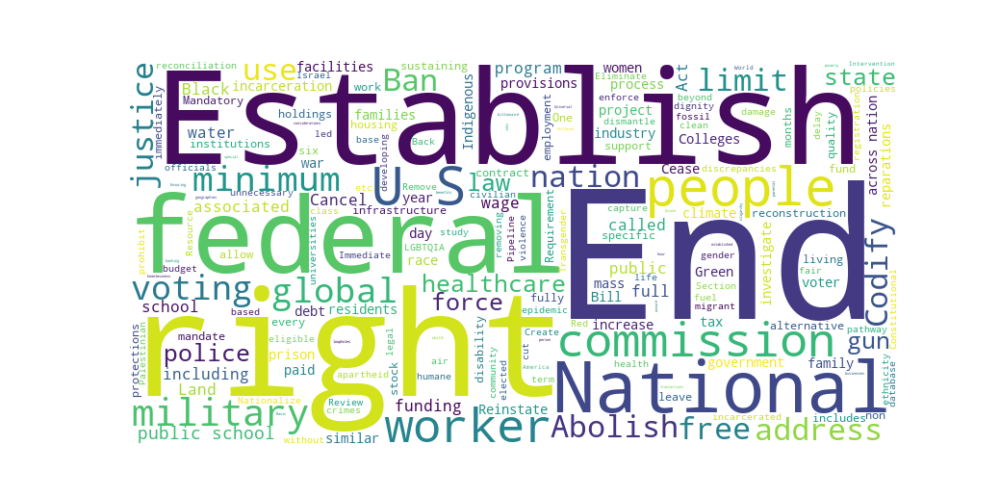 Establish
End
federal
right
National
people
U S
worker
commission
military
global
voting
minimum
nation
limit
law
justice
use
Ban
state
healthcare
force
police
Abolish
free
address
Codify
gun
public school
funding
including
school
associated
water
institutions
Black
incarceration
facilities
reconciliation
Israel
work
sustaining
program
provisions
women
process
Eliminate
Act
Intervention
World
policies
Mandatory
immediately
holdings
families
housing
Indigenous
employment
project
dismantle
support
industry
enforce
dignity
beyond
fossil
clean
damage
One
Colleges
months
delay
quality
fund
registration
reparations
across nation
officials
led
base
six
war
Back
developing
unnecessary
etc
Remove
contract
civilian
Cancel
year
wage
infrastructure
Cease
discrepancies
capture
climate
reconstruction
called
specific
prohibit
Resource
allow
universities
class
study
day
LGBTQIA
race
removing
Pipeline
violence
Requirement
transgender
public
gender
Green
Section
fuel
migrant
mass
life
Bill
full
investigate
living
fair
voter
established
budget
Immediate
residents
debt
based
every
eligible
fully
epidemic
increase
Red
tax
alternative
pathway
Constitutional
mandate
protections
Palestinian
prison
paid
Land
Nationalize
apartheid
legal
stock
air
humane
Create
cut
America
person
community
elected
term
disability
health
government
family
leave
Review
crimes
without
similar
Reinstate
incarcerated
includes
non
ethnicity
database